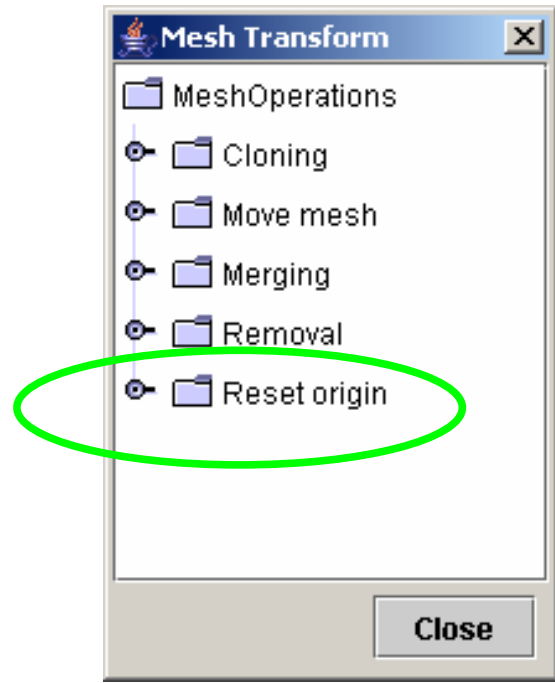 Mesh Transform
MeshOperations
Cloning
Move mesh
Merging
Removal
Reset origin
Close